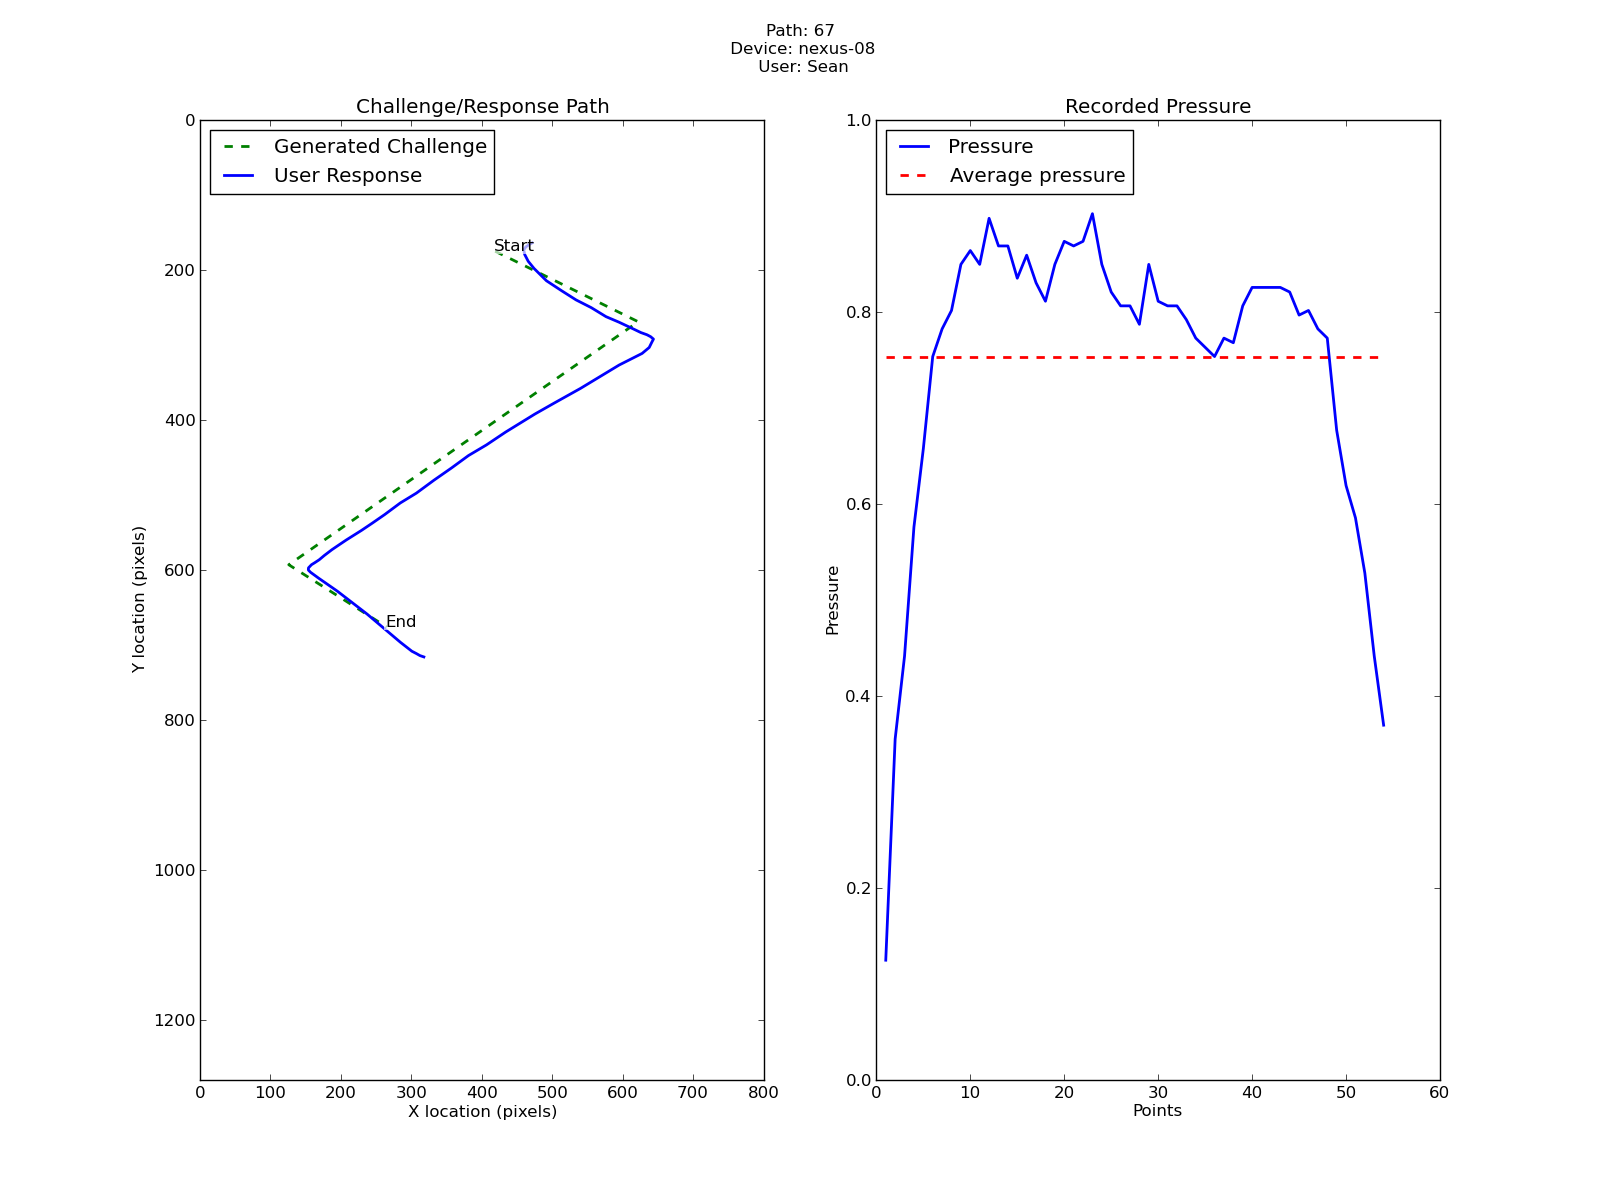 Path: 67
Device: nexus-08
User: Sean
Challenge/Response Path
Generated Challenge
User Response
Start
End
0
200
400
600
800
1000
1200
Y location (pixels)
0 100 200 300 400 500 600 700 800
X location (pixels)
Recorded Pressure
Pressure
Average pressure
1.0
0.8
0.6
0.4
0.2
0.0
Pressure
0 10 20 30 40 50 60
Points